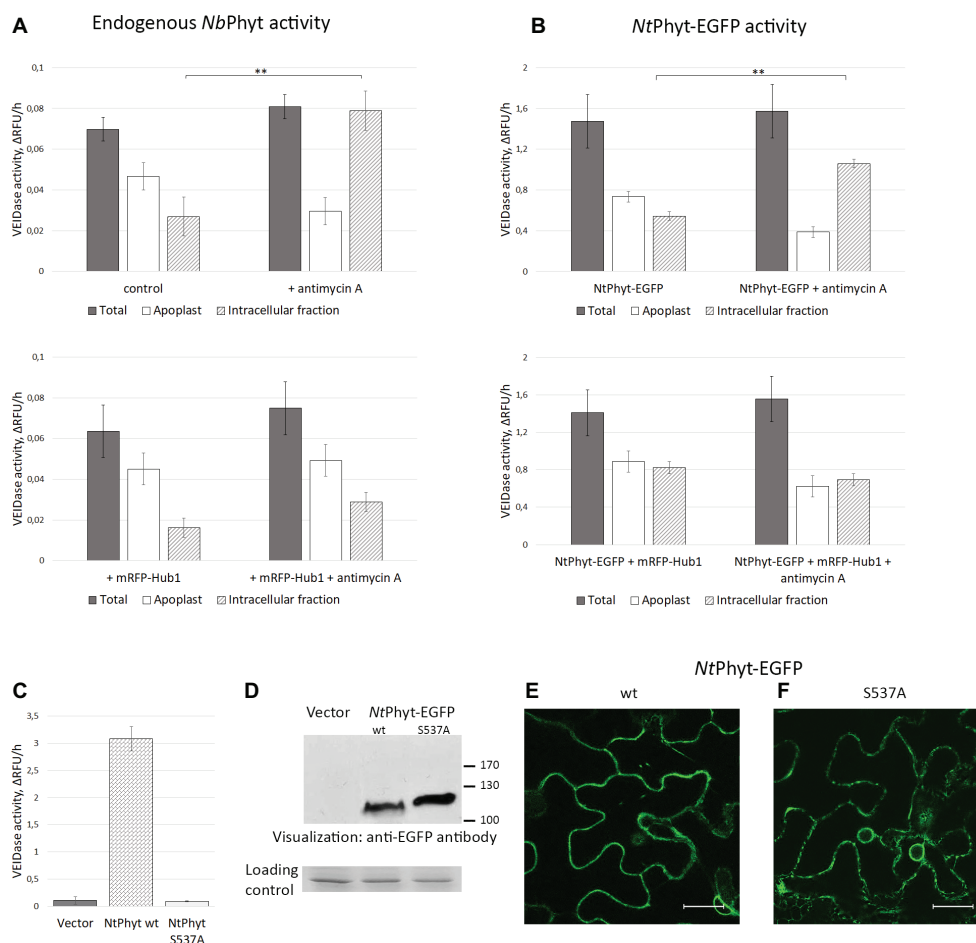 A
Endogenous NbPhyt activity
VEIDase activity, ΔRFU/h
0,1
0,08
0,06
0,04
0,02
0
**
control
+ antimycin A
Total Apoplast Intracellular fraction
VEIDase activity, ΔRFU/h
0,1
0,08
0,06
0,04
0,02
0
+ mRFP-Hub1
+ mRFP-Hub1 + antimycin A
Total Apoplast Intracellular fraction
B
NtPhyt-EGFP activity
VEIDase activity, ΔRFU/h
2
1,6
1,2
0,8
0,4
0
**
NtPhyt-EGFP
NtPhyt-EGFP + antimycin A
Total Apoplast Intracellular fraction
VEIDase activity, ΔRFU/h
2
1,6
1,2
0,8
0,4
0
NtPhyt-EGFP + mRFP-Hub1
NtPhyt-EGFP + mRFP-Hub1 +
antimycin A
Total Apoplast Intracellular fraction
C
VEIDase activity, ΔRFU/h
3,5
3
2,5
2
1,5
1
0,5
0
Vector
NtPhyt wt
NtPhyt
S537A
D
Vector
NtPhyt-EGFP
wt
S537A
170
130
100
Visualization: anti-EGFP antibody
Loading
control
NtPhyt-EGFP
E
wt
F
S537A